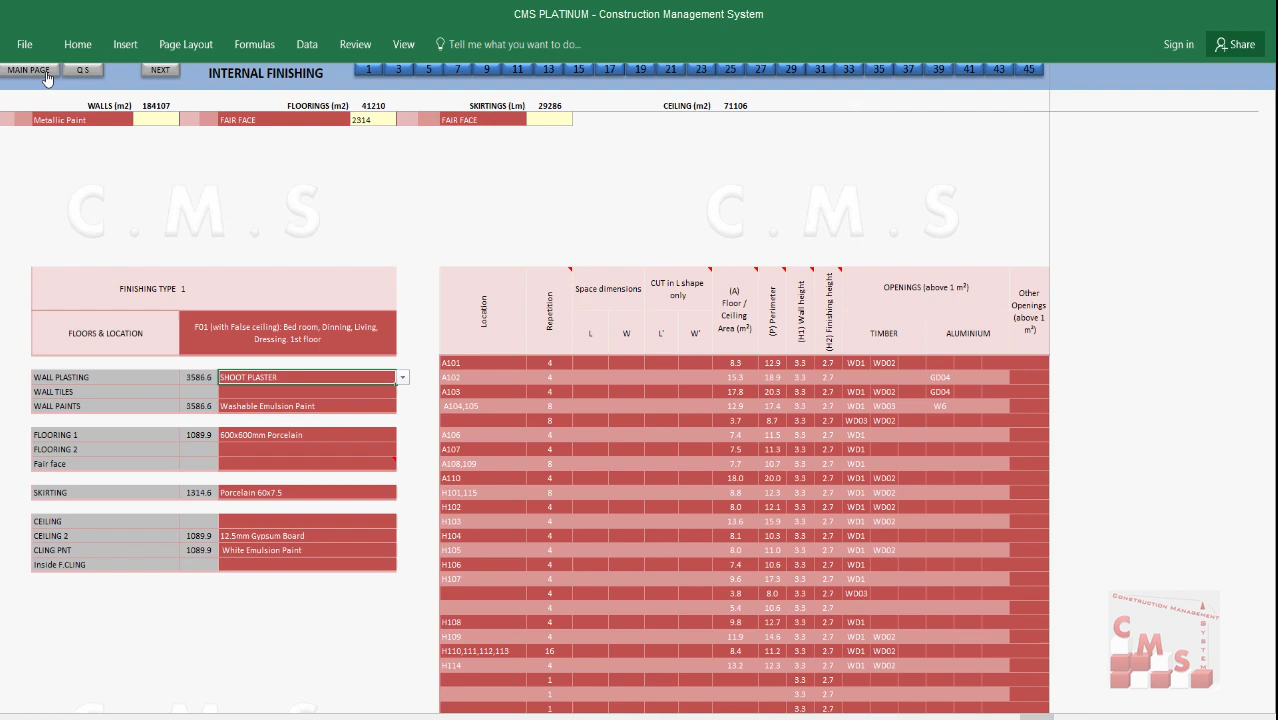 CMS PLATINUM - Construction Management System
File Home Insert Page Layout Formulas Data Review View Tell me what you want to do... Sign in Share
MAIN PAGE Q S NEXT INTERNAL FINISHING 1 3 5 7 9 11 13 15 17 19 21 23 25 27 29 31 33 35 37 39 41 43 45
WALLS (m2) 184107 FLOORINGS (m2) 41210 SKIRTINGS (Lm) 29286 CEILING (m2) 71106
Metallic Paint FAIR FACE 2314 FAIR FACE
C.M.S C.M.S
FINISHING TYPE 1
FLOORS & LOCATION
F01 (with False ceiling): Bed room, Dinning, Living,
Dressing. 1st floor
WALL PLASTING 3586.6 SHOOT PLASTER
WALL TILES
WALL PAINTS 3586.6 Washable Emulsion Paint
FLOORING 1 1089.9 600x600mm Porcelain
FLOORING 2
Fair face
SKIRTING 1314.6 Porcelain 60x7.5
CEILING
CEILING 2 1089.9 12.5mm Gypsum Board
CLING PNT 1089.9 White Emulsion Paint
Inside F.CLING
Location
Repetition
Space dimensions
L W
CUT in L shape
only
L' W'
(A)
Floor /
Ceiling
Area (m²)
(P) Perimeter
(H1) Wall height
(H2) Finishing height
OPENINGS (above 1 m²)
TIMBER ALUMINIUM
Other
Openings
(above 1
m²)
A101 4 8.3 12.9 3.3 2.7 WD1 WD02
A102 4 15.3 18.9 3.3 2.7 GD04
A103 4 17.8 20.3 3.3 2.7 WD1 WD02 GD04
A104,105 8 12.9 17.4 3.3 2.7 WD1 WD03 W6
8 3.7 8.7 3.3 2.7 WD03 WD02
A106 4 7.4 11.5 3.3 2.7 WD1
A107 4 7.5 11.3 3.3 2.7 WD1
A108,109 8 7.7 10.7 3.3 2.7 WD1
A110 4 18.0 20.0 3.3 2.7 WD1 WD02
H101,115 8 8.8 12.3 3.3 2.7 WD1 WD02
H102 4 8.0 12.1 3.3 2.7 WD1 WD02
H103 4 13.6 15.9 3.3 2.7 WD1 WD02
H104 4 8.1 10.3 3.3 2.7 WD1
H105 4 8.0 11.0 3.3 2.7 WD1 WD02
H106 4 7.4 10.6 3.3 2.7 WD1
H107 4 9.6 17.3 3.3 2.7 WD1
4 3.8 8.0 3.3 2.7 WD03
4 5.4 10.6 3.3 2.7
H108 4 9.8 12.7 3.3 2.7 WD1
H109 4 11.9 14.6 3.3 2.7 WD1 WD02
H110,111,112,113 16 8.4 11.2 3.3 2.7 WD1 WD02
H114 4 13.2 12.3 3.3 2.7 WD1 WD02
1 3.3 2.7
1 3.3 2.7
1 3.3 2.7
CONSTRUCTION MANAGEMENT
SYSTEM
C M S